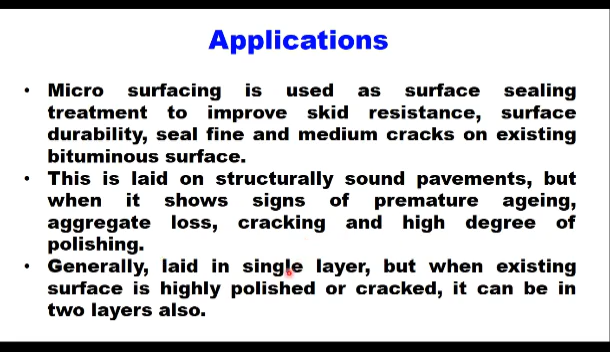 Applications
• Micro surfacing is used as surface sealing
treatment to improve skid resistance, surface
durability, seal fine and medium cracks on existing
bituminous surface.
• This is laid on structurally sound pavements, but
when it shows signs of premature ageing,
aggregate loss, cracking and high degree of
polishing.
• Generally, laid in single layer, but when existing
surface is highly polished or cracked, it can be in
two layers also.